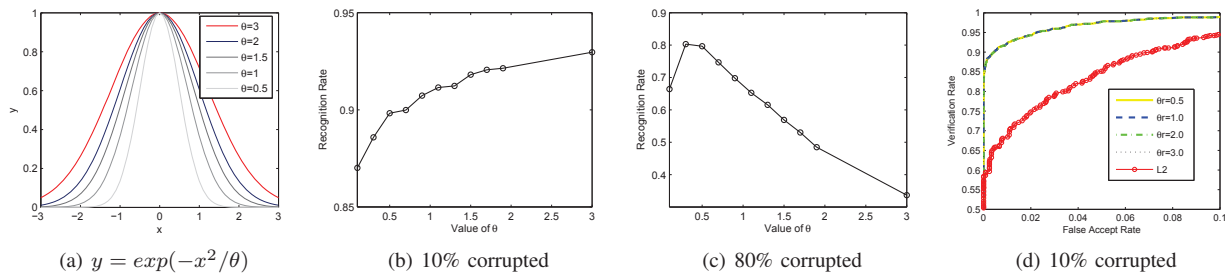 1
0.8
0.6
0.4
0.2
0
y
−3 −2 −1 0 1 2 3
x
θ=3
θ=2
θ=1.5
θ=1
θ=0.5
(a) y = exp(−x²/θ)
0.95
0.9
0.85
Recognition Rate
0.5 1 1.5 2 2.5 3
Value of θ
(b) 10% corrupted
0.9
0.8
0.7
0.6
0.5
0.4
Recognition Rate
0.5 1 1.5 2 2.5 3
Value of θ
(c) 80% corrupted
1
0.95
0.9
0.85
0.8
0.75
0.7
0.65
0.6
0.55
0.5
Verification Rate
0 0.02 0.04 0.06 0.08 0.1
False Accept Rate
θr=0.5
θr=1.0
θr=2.0
θr=3.0
L2
(d) 10% corrupted